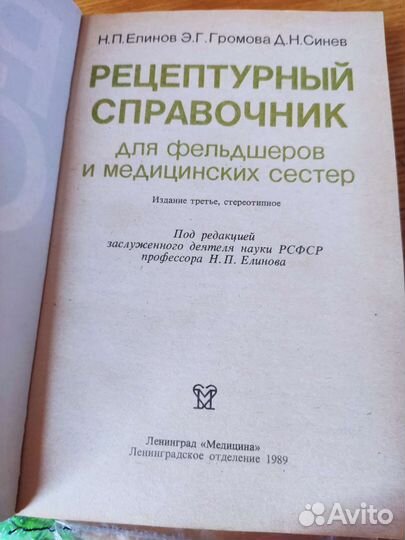 Н.П.Елинов Э.Г.Громова Д.Н.Синев
РЕЦЕПТУРНЫЙ
СПРАВОЧНИК
для фельдшеров
и медицинских сестер
Издание третье, стереотипное
Под редакцией
заслуженного деятеля науки РСФСР
профессора Н. П. Елинова
Ленинград «Медицина»
Ленинградское отделение 1989
Avito